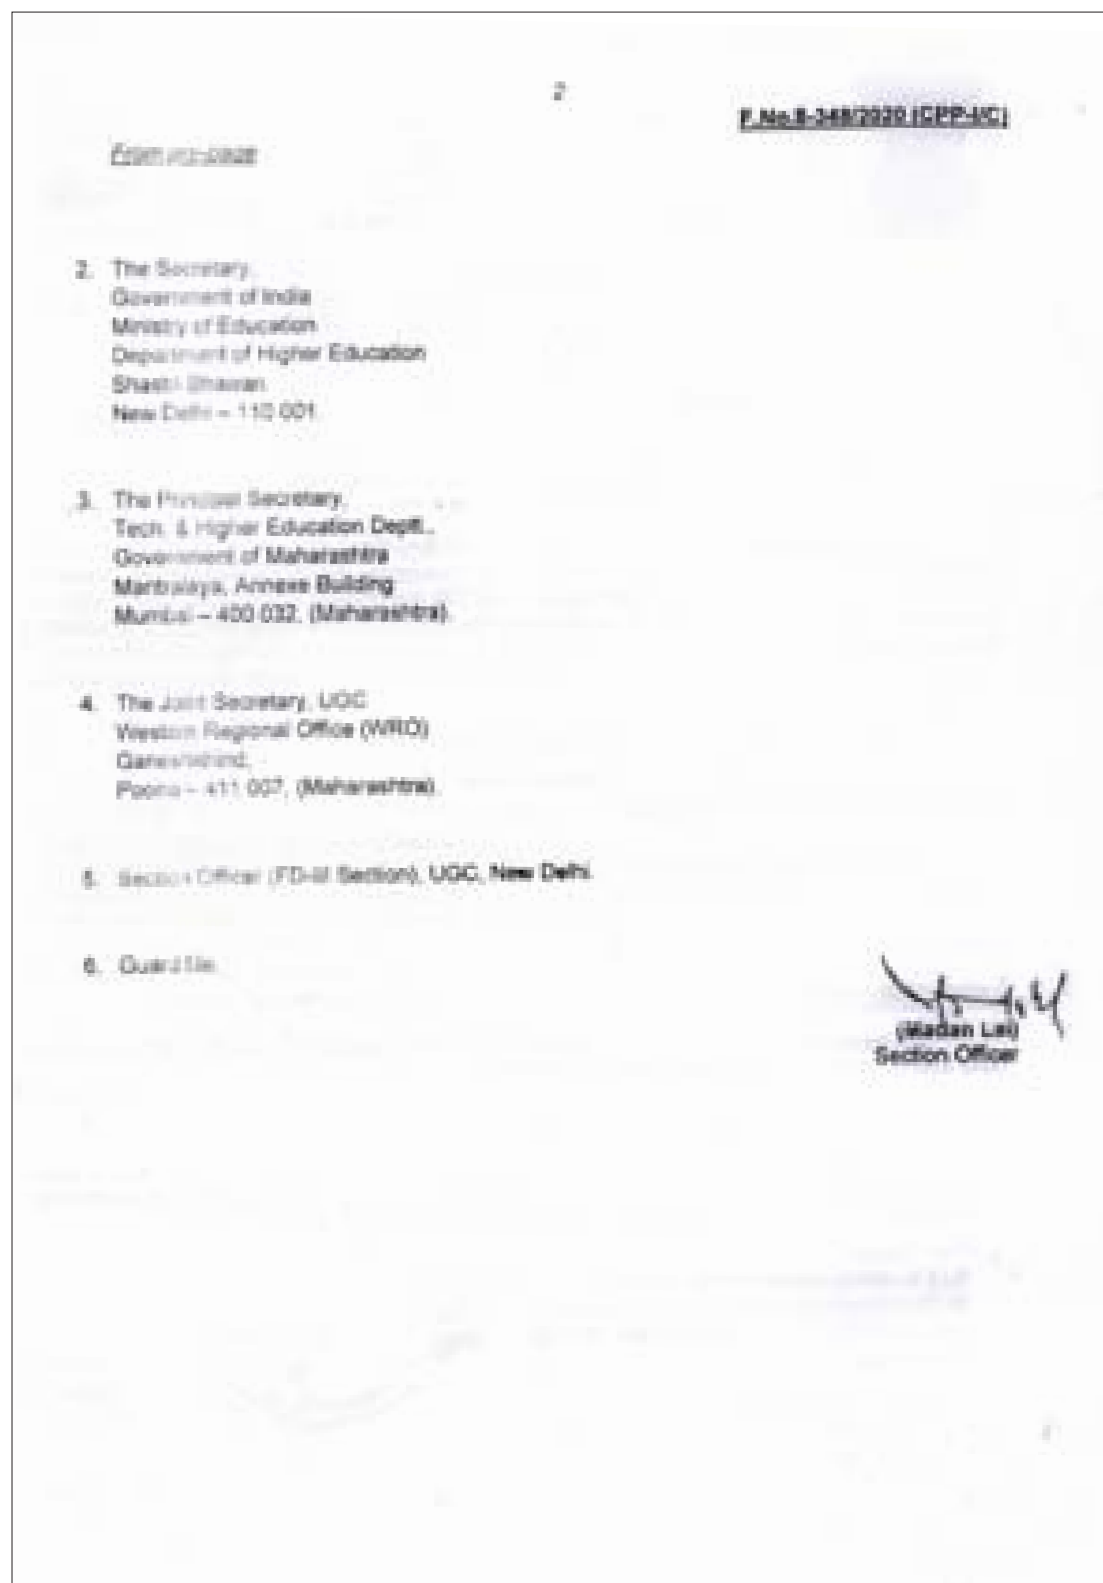 2
F.No.8-348/2020 (CPP-I/C)
From pre-page
2. The Secretary,
Government of India
Ministry of Education
Department of Higher Education
Shastri Bhawan
New Delhi – 110 001.
3. The Principal Secretary,
Tech. & Higher Education Deptt.,
Government of Maharashtra
Mantralaya, Annexe Building
Mumbai – 400 032, (Maharashtra).
4. The Joint Secretary, UGC
Western Regional Office (WRO)
Ganeshkhind,
Poona – 411 007, (Maharashtra).
5. Section Officer (FD-III Section), UGC, New Delhi.
6. Guard file.
(Madan Lal)
Section Officer